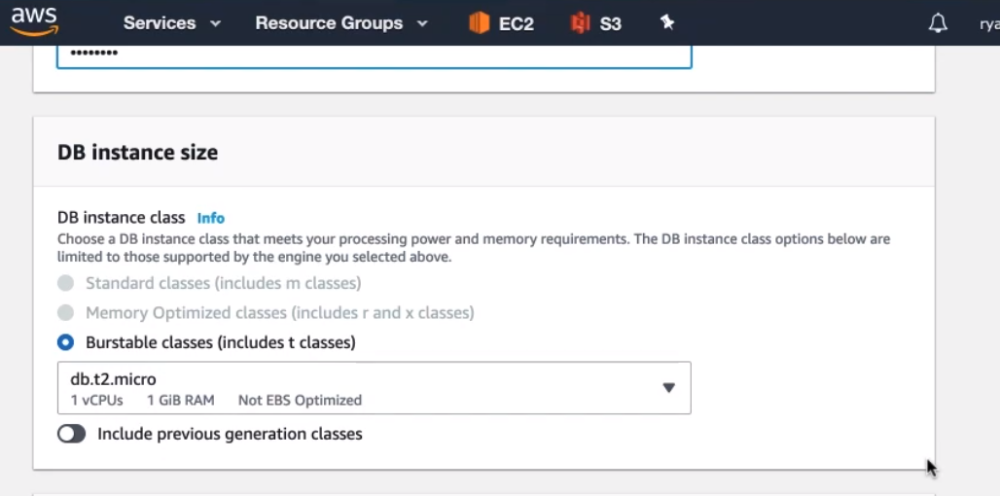 aws Services Resource Groups EC2 S3 rya
••••••••
DB instance size
DB instance class Info
Choose a DB instance class that meets your processing power and memory requirements. The DB instance class options below are
limited to those supported by the engine you selected above.
Standard classes (includes m classes)
Memory Optimized classes (includes r and x classes)
Burstable classes (includes t classes)
db.t2.micro
1 vCPUs 1 GiB RAM Not EBS Optimized
Include previous generation classes